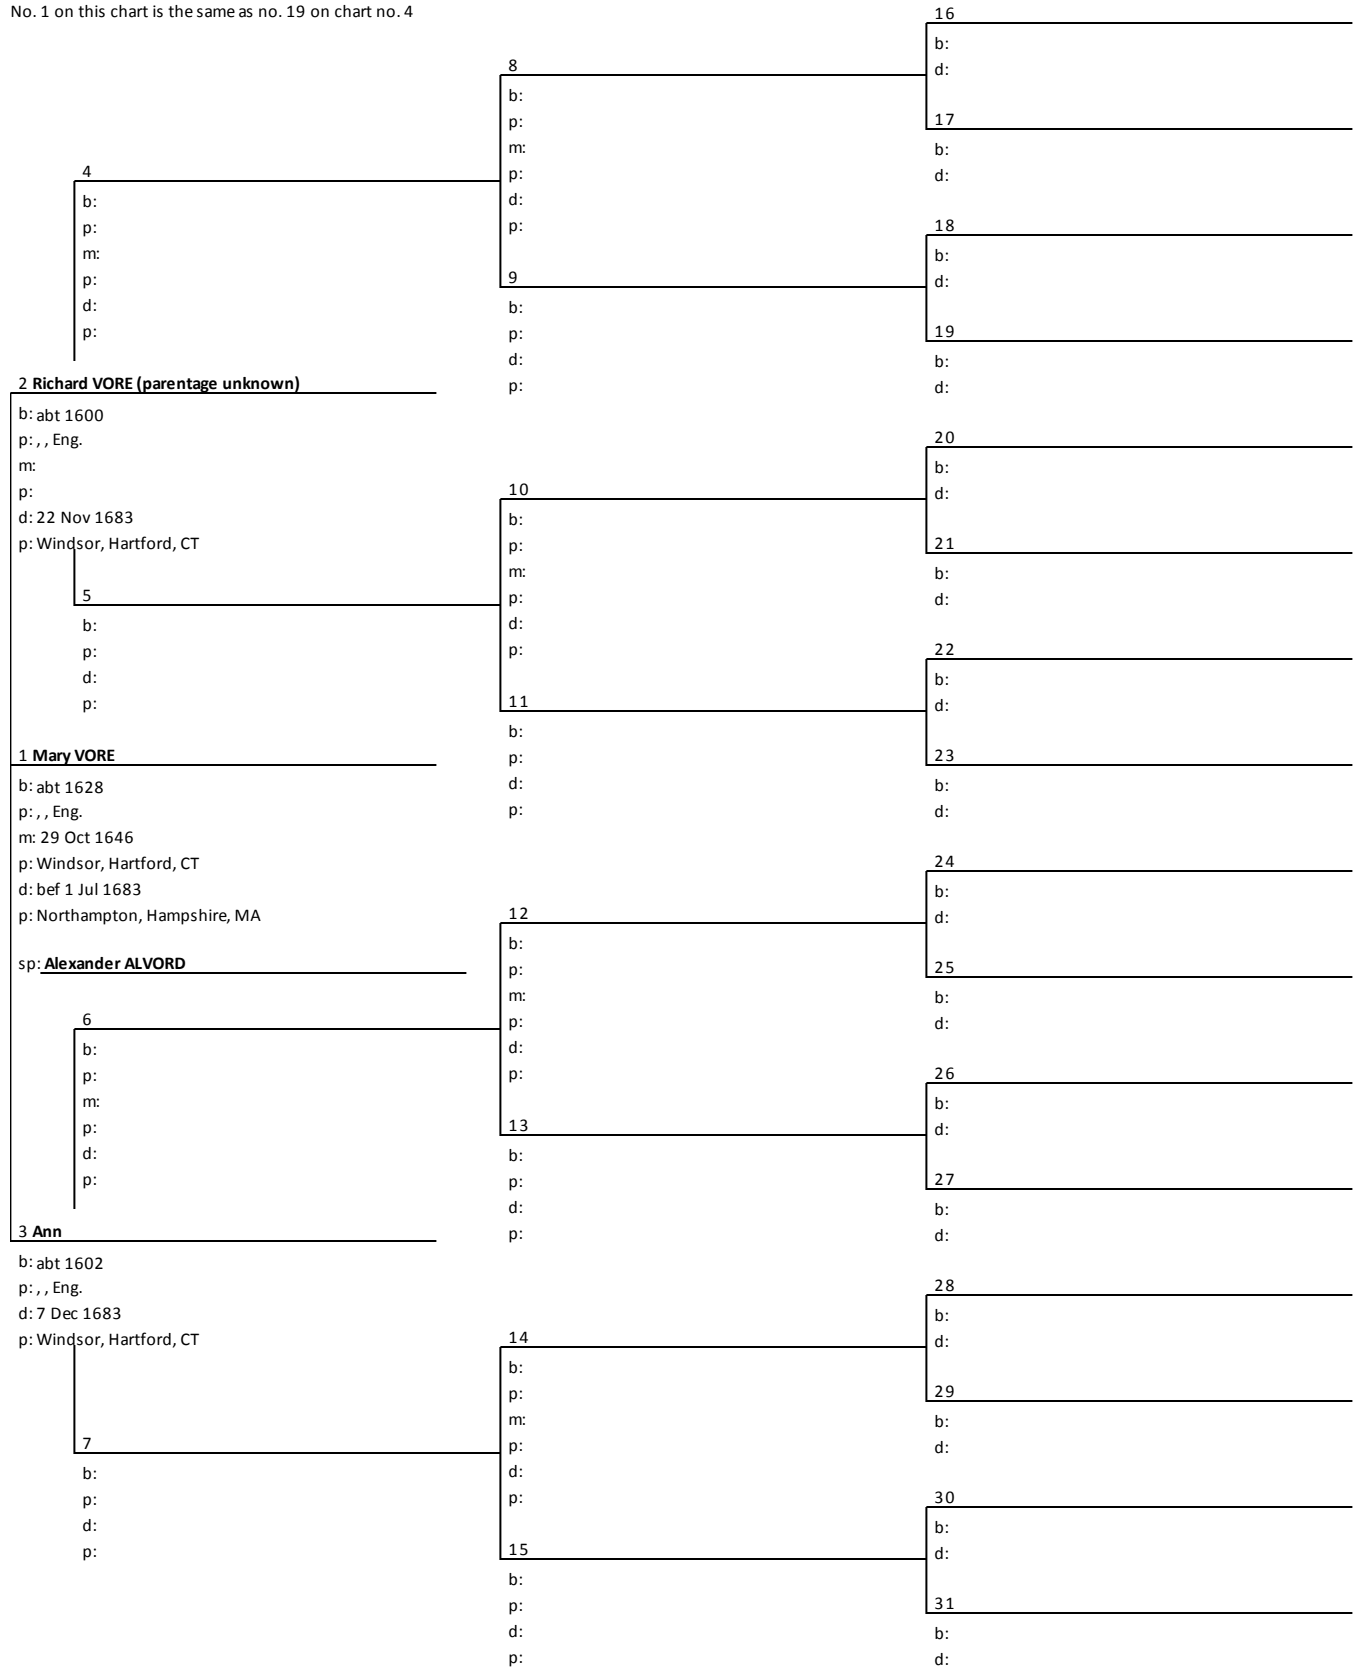 No. 1 on this chart is the same as no. 19 on chart no. 4
16
b:
d:
8
b:
p:
m:
p:
d:
p:
17
b:
d:
4
b:
p:
m:
p:
d:
p:
18
b:
d:
9
b:
p:
d:
p:
19
b:
d:
2 Richard VORE (parentage unknown)
b: abt 1600
p: , , Eng.
m:
p:
d: 22 Nov 1683
p: Windsor, Hartford, CT
20
b:
d:
10
b:
p:
m:
p:
d:
p:
21
b:
d:
5
b:
p:
d:
p:
22
b:
d:
11
b:
p:
d:
p:
23
b:
d:
1 Mary VORE
b: abt 1628
p: , , Eng.
m: 29 Oct 1646
p: Windsor, Hartford, CT
d: bef 1 Jul 1683
p: Northampton, Hampshire, MA
sp: Alexander ALVORD
24
b:
d:
12
b:
p:
m:
p:
d:
p:
25
b:
d:
6
b:
p:
m:
p:
d:
p:
26
b:
d:
13
b:
p:
d:
p:
27
b:
d:
3 Ann
b: abt 1602
p: , , Eng.
d: 7 Dec 1683
p: Windsor, Hartford, CT
28
b:
d:
14
b:
p:
m:
p:
d:
p:
29
b:
d:
7
b:
p:
d:
p:
30
b:
d:
15
b:
p:
d:
p:
31
b:
d: